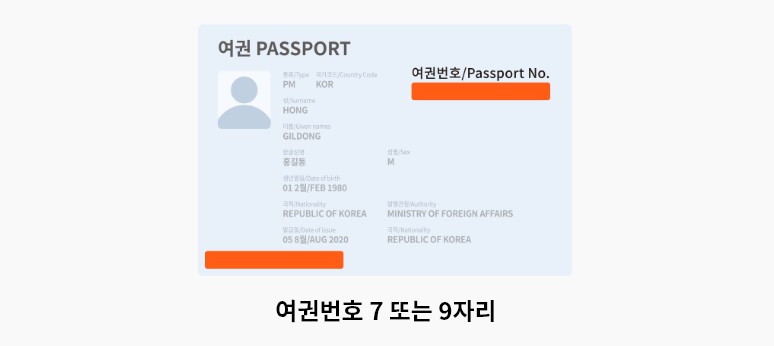 여권 PASSPORT
여권번호/Passport No.
종류/Type 국가코드/Country Code
PM KOR
성/Surname
HONG
이름/Given names
GILDONG
한글성명 성별/Sex
홍길동 M
생년월일/Date of birth
01 2월/FEB 1980
국적/Nationality 발행관청/Authority
REPUBLIC OF KOREA MINISTRY OF FOREIGN AFFAIRS
발급일/Date of issue 국적/Nationality
05 8월/AUG 2020 REPUBLIC OF KOREA
여권번호 7 또는 9자리